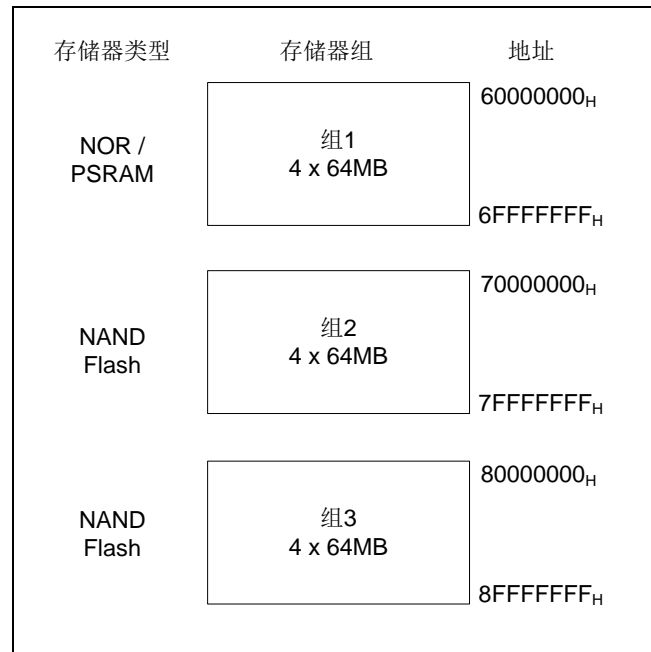 存储器类型 存储器组 地址
60000000H
组1
NOR /
4 x 64MB
PSRAM
6FFFFFFFH
70000000H
组2
NAND
4 x 64MB
Flash
7FFFFFFFH
80000000H
组3
NAND
4 x 64MB
Flash
8FFFFFFFH